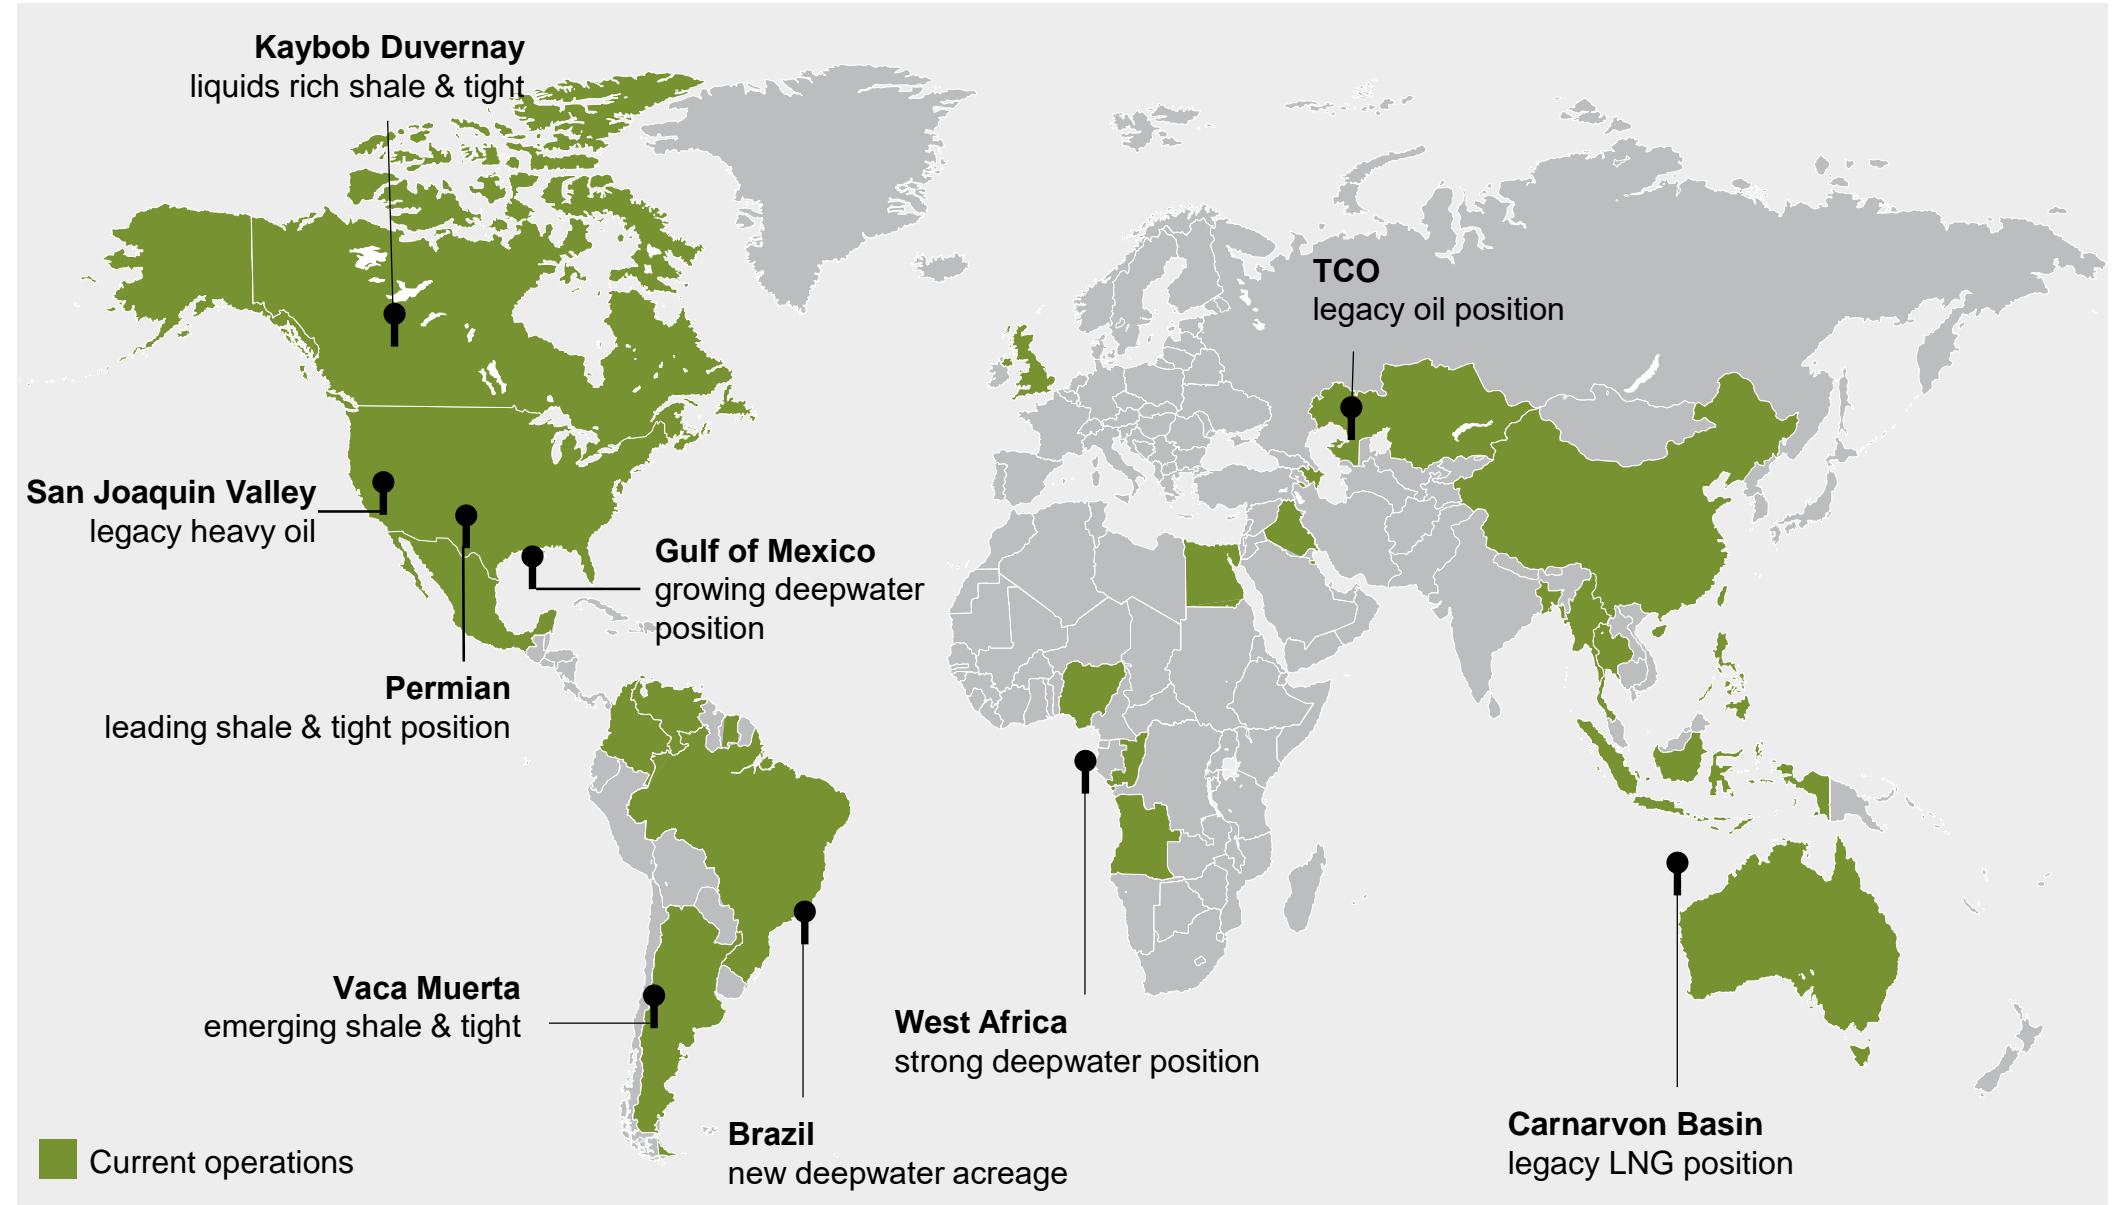 Kaybob Duvernay
liquids rich shale & tight
TCO
legacy oil position
San Joaquin Valley
legacy heavy oil
Gulf of Mexico
growing deepwater
position
Permian
leading shale & tight position
Vaca Muerta
emerging shale & tight
West Africa
strong deepwater position
Brazil
new deepwater acreage
Carnarvon Basin
legacy LNG position
Current operations